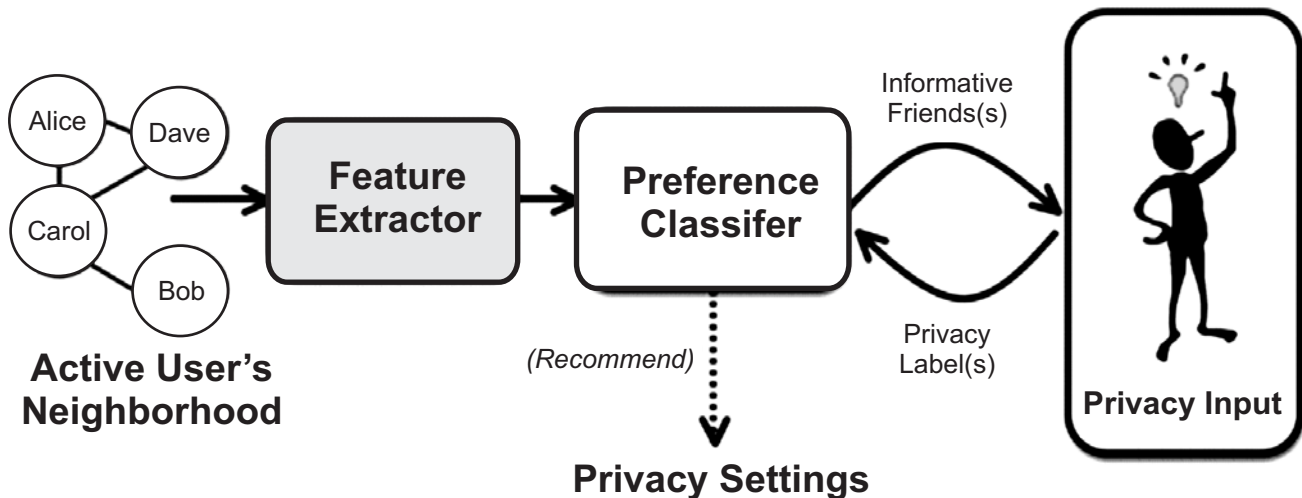 Alice
Dave
Carol
Bob
Active User’s
Neighborhood
Feature
Extractor
Preference
Classifer
(Recommend)
Privacy Settings
Informative
Friends(s)
Privacy
Label(s)
Privacy Input